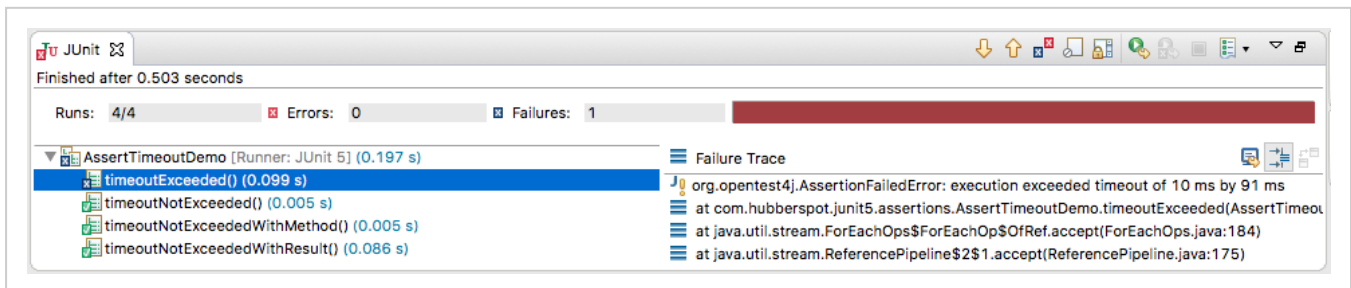 JUnit
Finished after 0.503 seconds
Runs: 4/4 Errors: 0 Failures: 1
AssertTimeoutDemo [Runner: JUnit 5] (0.197 s)
timeoutExceeded() (0.099 s)
timeoutNotExceeded() (0.005 s)
timeoutNotExceededWithMethod() (0.005 s)
timeoutNotExceededWithResult() (0.086 s)
Failure Trace
org.opentest4j.AssertionFailedError: execution exceeded timeout of 10 ms by 91 ms
at com.hubberspot.junit5.assertions.AssertTimeoutDemo.timeoutExceeded(AssertTimeou
at java.util.stream.ForEachOps$ForEachOp$OfRef.accept(ForEachOps.java:184)
at java.util.stream.ReferencePipeline$2$1.accept(ReferencePipeline.java:175)